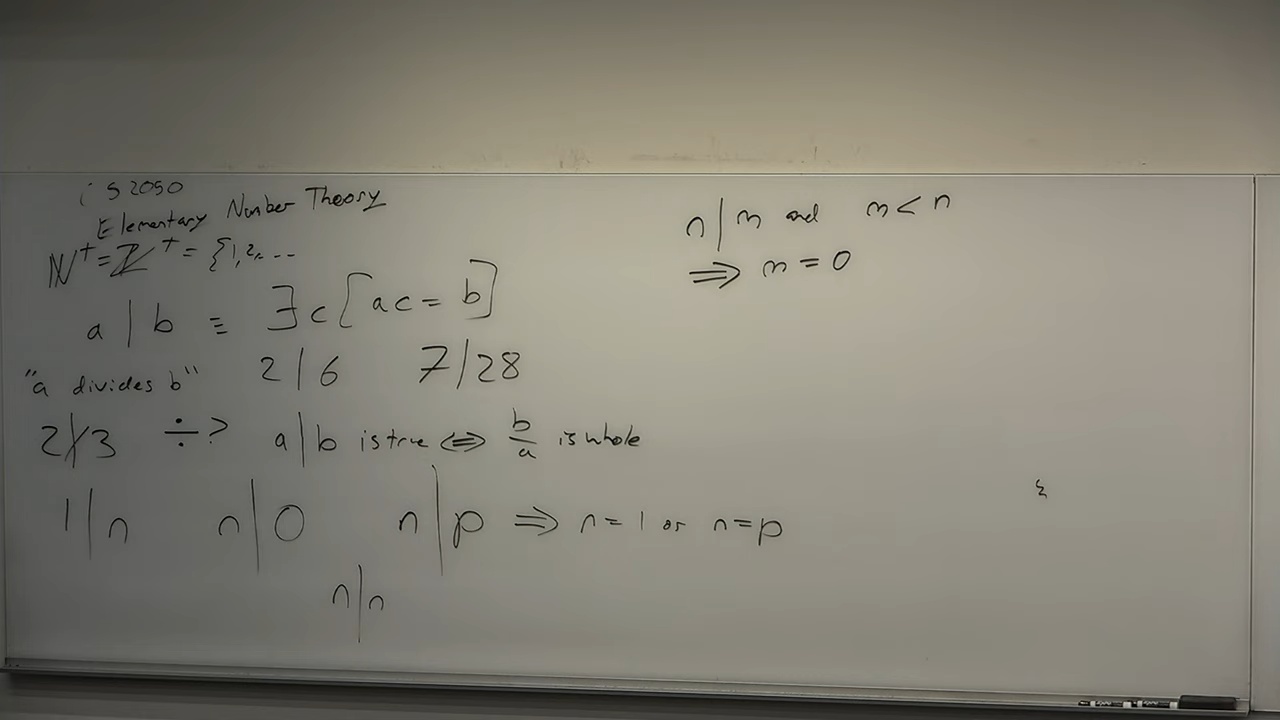 CS 2050
Elementary Number Theory
ℕ⁺ = ℤ⁺ = {1, 2, ...
a | b ≡ ∃c[ac = b]
"a divides b" 2 | 6 7 | 28
2 ∤ 3 ÷? a | b is true ⇔ b/a is whole
1 | n n | 0 n | p ⇒ n = 1 or n = p
n | n
n | m and m < n
⇒ m = 0